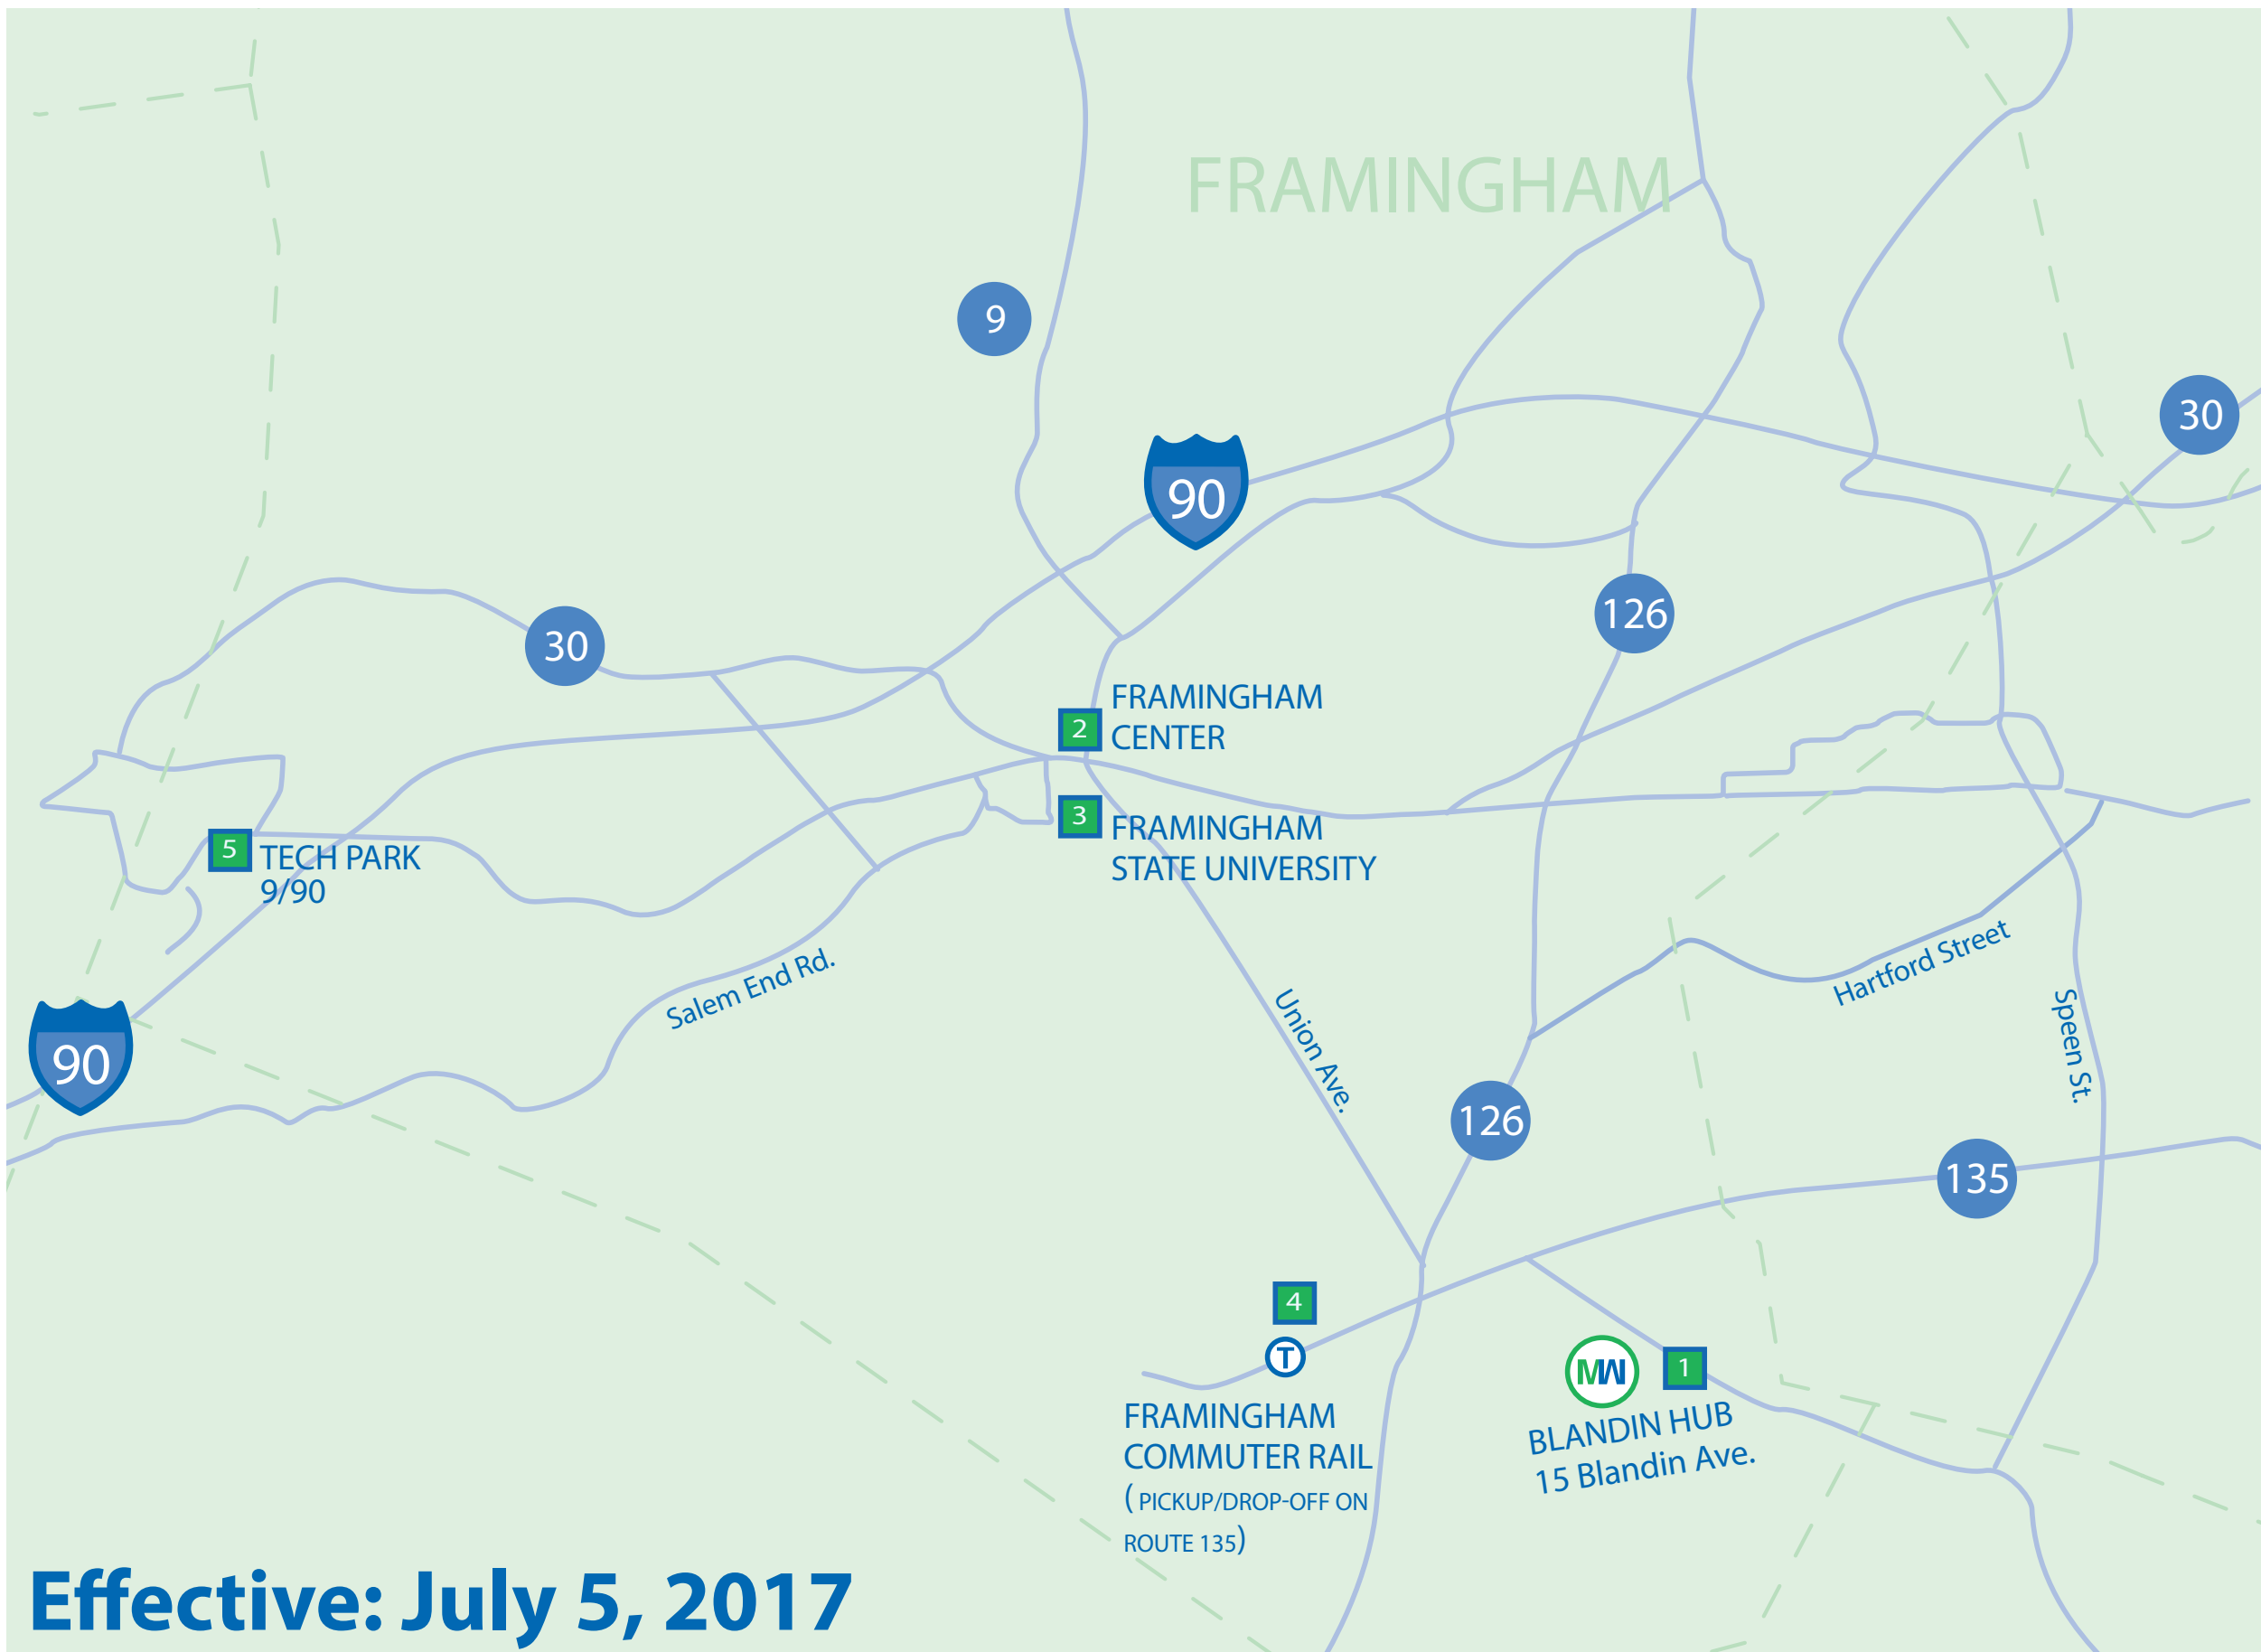 FRAMINGHAM
9
30
90
126
30
FRAMINGHAM
CENTER
2
3
FRAMINGHAM
STATE UNIVERSITY
5
TECH PARK
9/90
Salem End Rd.
Hartford Street
Union Ave.
Speen St.
90
126
135
4
T
FRAMINGHAM
COMMUTER RAIL
( PICKUP/DROP-OFF ON
ROUTE 135)
MW
1
BLANDIN HUB
15 Blandin Ave.
Effective: July 5, 2017